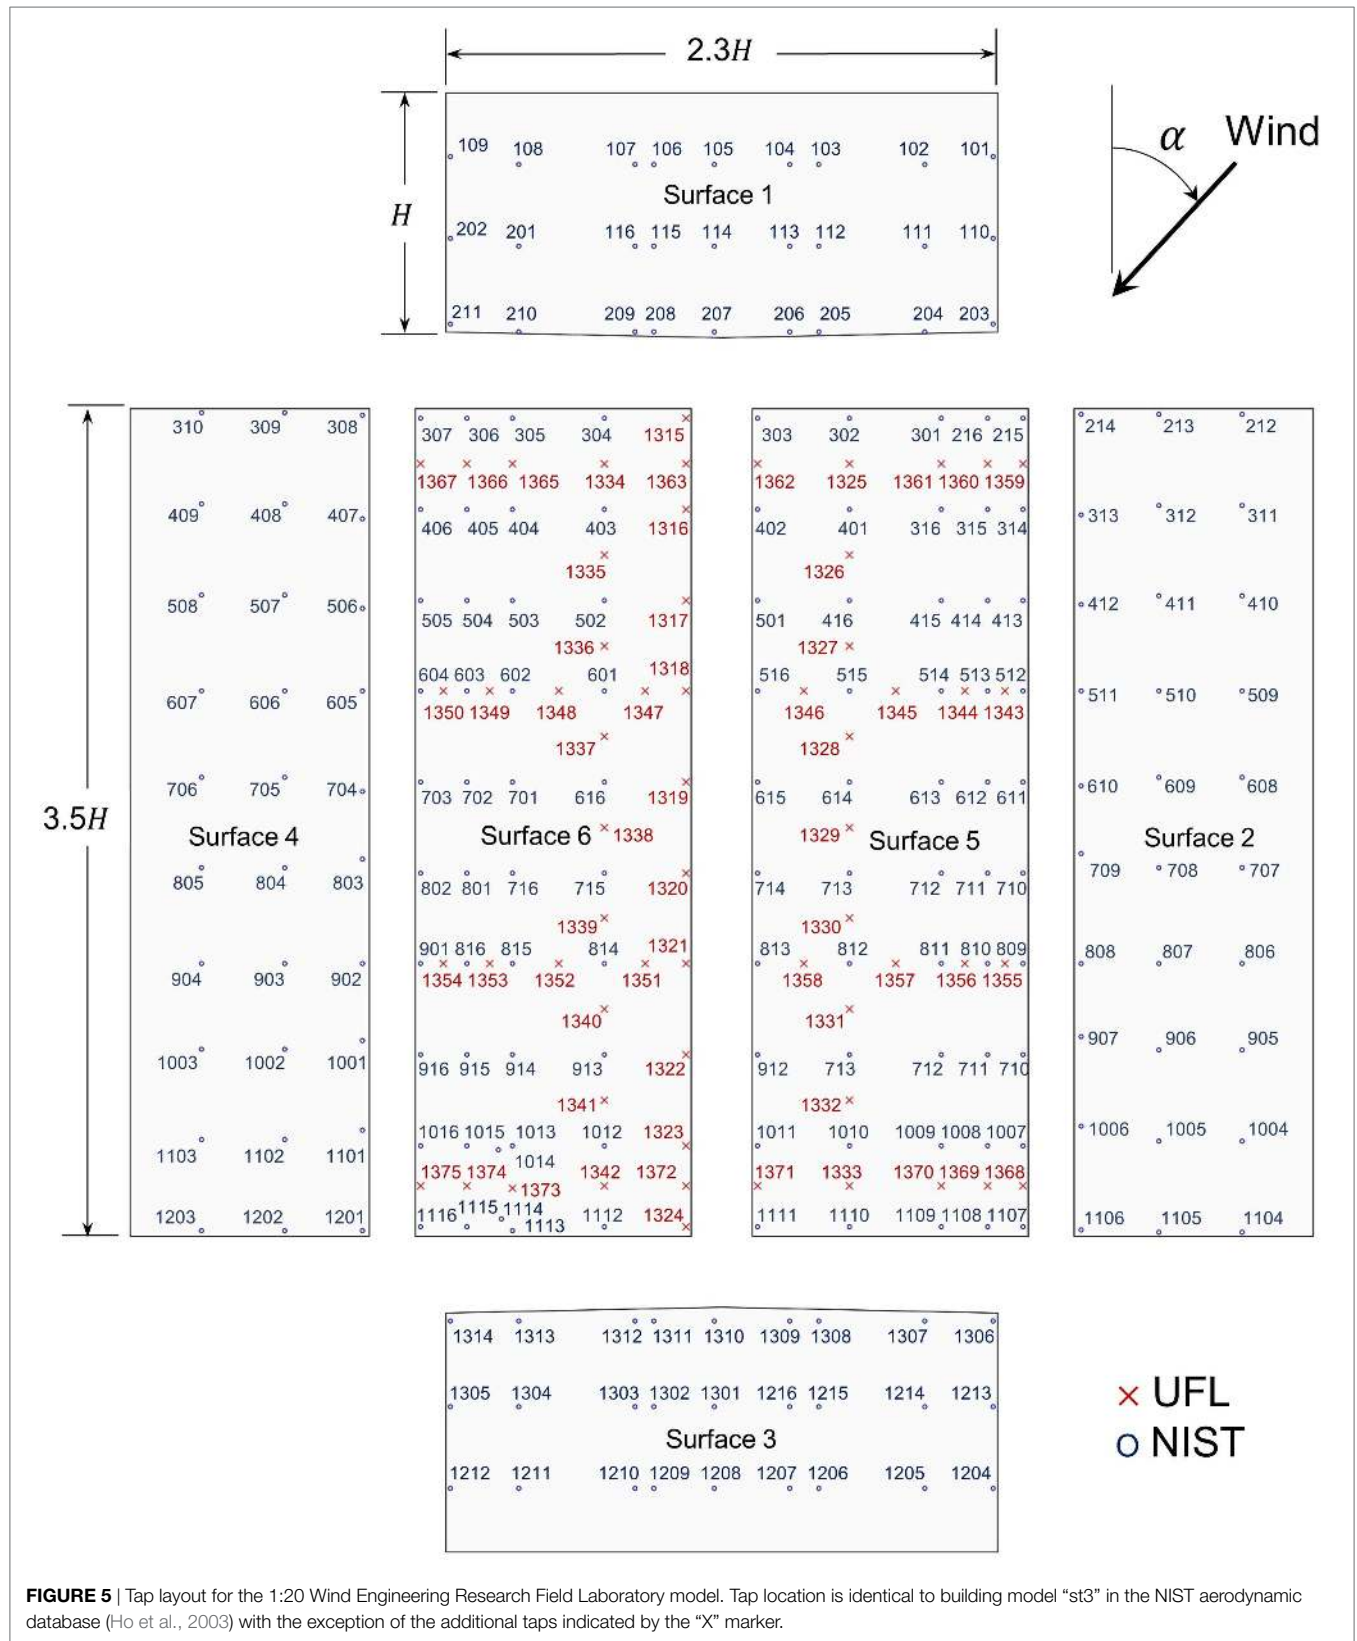 2.3H
α Wind
109 108 107 106 105 104 103 102 101
Surface 1
H
202 201 116 115 114 113 112 111 110
211 210 209 208 207 206 205 204 203
310 309 308
307 306 305 304 1315
303 302 301 216 215
214 213 212
1367 1366 1365 1334 1363
1362 1325 1361 1360 1359
409 408 407
406 405 404 403 1316
402 401 316 315 314
313 312 311
1335
1326
508 507 506
505 504 503 502 1317
501 416 415 414 413
412 411 410
1336
1327
1318
604 603 602 601
516 515 514 513 512
607 606 605
1350 1349 1348 1347
1346 1345 1344 1343
511 510 509
1337
1328
706 705 704
703 702 701 616 1319
615 614 613 612 611
610 609 608
3.5H
Surface 4
Surface 6
1338
1329
Surface 5
Surface 2
805 804 803
802 801 716 715 1320
714 713 712 711 710
709 708 707
1339
1330
901 816 815 814 1321
813 812 811 810 809
808 807 806
904 903 902
1354 1353 1352 1351
1358 1357 1356 1355
1340
1331
1003 1002 1001
916 915 914 913 1322
912 713 712 711 710
907 906 905
1341
1332
1016 1015 1013 1012 1323
1011 1010 1009 1008 1007
1006 1005 1004
1103 1102 1101
1014
1375 1374 1373 1342 1372
1371 1333 1370 1369 1368
1203 1202 1201
1116 1115 1114 1113 1112 1324
1111 1110 1109 1108 1107
1106 1105 1104
1314 1313 1312 1311 1310 1309 1308 1307 1306
1305 1304 1303 1302 1301 1216 1215 1214 1213
Surface 3
1212 1211 1210 1209 1208 1207 1206 1205 1204
× UFL
O NIST
FIGURE 5 | Tap layout for the 1:20 Wind Engineering Research Field Laboratory model. Tap location is identical to building model “st3” in the NIST aerodynamic
database (Ho et al., 2003) with the exception of the additional taps indicated by the “X” marker.